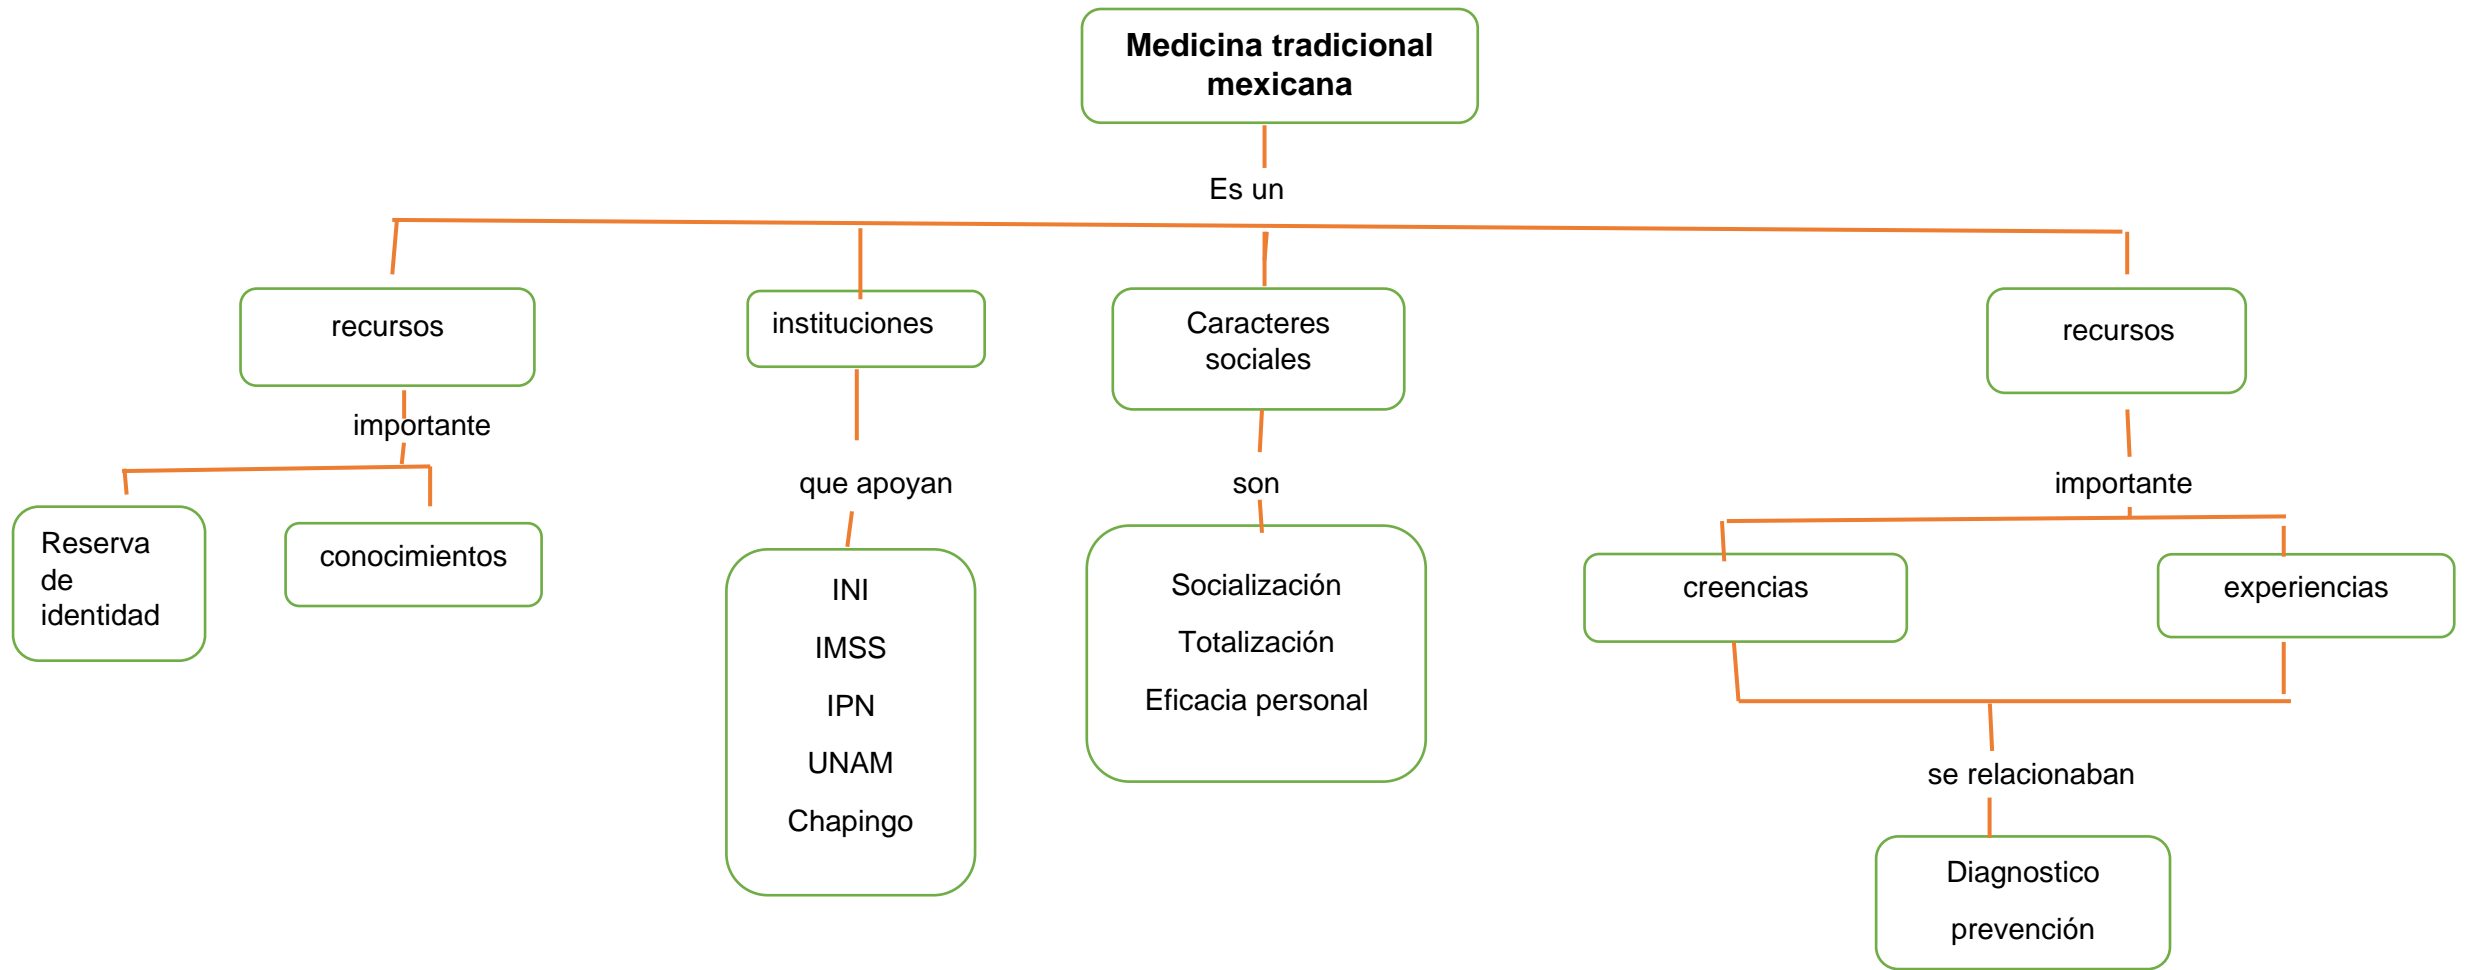 Medicina tradicional
mexicana
Es un
recursos
instituciones
Caracteres
sociales
recursos
importante
que apoyan
son
importante
Reserva
de
identidad
conocimientos
INI
IMSS
IPN
UNAM
Chapingo
Socialización
Totalización
Eficacia personal
creencias
experiencias
se relacionaban
Diagnostico
prevención